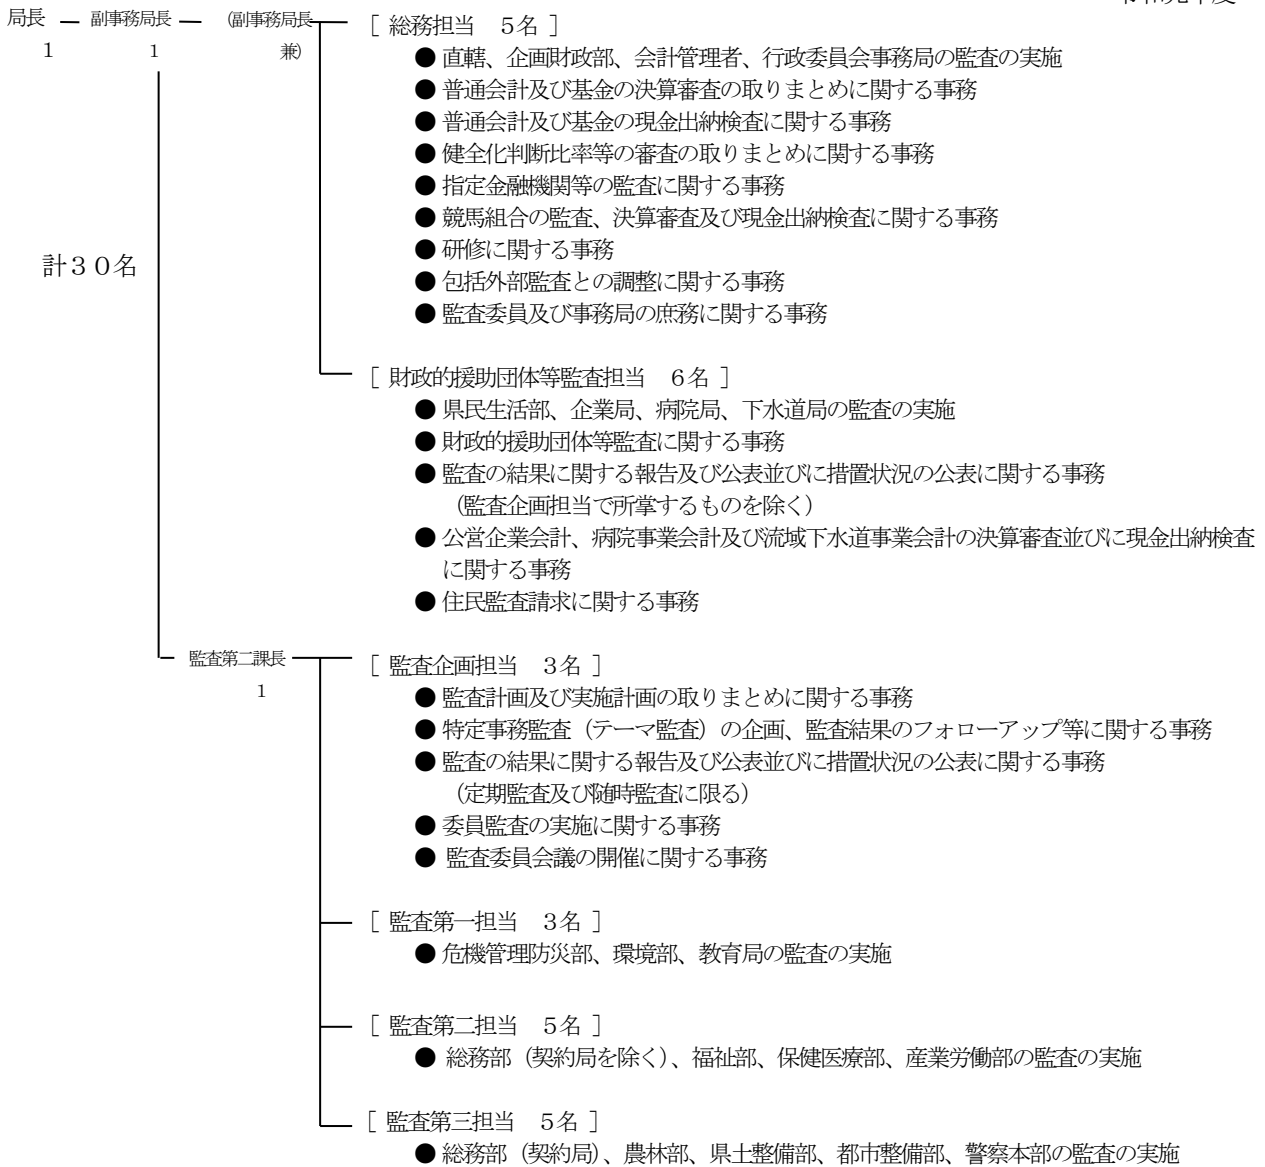 局長 ― 副事務局長 ― (副事務局長
1 1 兼)
計３０名
［ 総務担当 ５名 ］
● 直轄、企画財政部、会計管理者、行政委員会事務局の監査の実施
● 普通会計及び基金の決算審査の取りまとめに関する事務
● 普通会計及び基金の現金出納検査に関する事務
● 健全化判断比率等の審査の取りまとめに関する事務
● 指定金融機関等の監査に関する事務
● 競馬組合の監査、決算審査及び現金出納検査に関する事務
● 研修に関する事務
● 包括外部監査との調整に関する事務
● 監査委員及び事務局の庶務に関する事務
［ 財政的援助団体等監査担当 ６名 ］
● 県民生活部、企業局、病院局、下水道局の監査の実施
● 財政的援助団体等監査に関する事務
● 監査の結果に関する報告及び公表並びに措置状況の公表に関する事務
（監査企画担当で所掌するものを除く）
● 公営企業会計、病院事業会計及び流域下水道事業会計の決算審査並びに現金出納検査
に関する事務
● 住民監査請求に関する事務
監査第二課長
1
［ 監査企画担当 ３名 ］
● 監査計画及び実施計画の取りまとめに関する事務
● 特定事務監査（テーマ監査）の企画、監査結果のフォローアップ等に関する事務
● 監査の結果に関する報告及び公表並びに措置状況の公表に関する事務
（定期監査及び随時監査に限る）
● 委員監査の実施に関する事務
● 監査委員会議の開催に関する事務
［ 監査第一担当 ３名 ］
● 危機管理防災部、環境部、教育局の監査の実施
［ 監査第二担当 ５名 ］
● 総務部（契約局を除く）、福祉部、保健医療部、産業労働部の監査の実施
［ 監査第三担当 ５名 ］
● 総務部（契約局）、農林部、県土整備部、都市整備部、警察本部の監査の実施